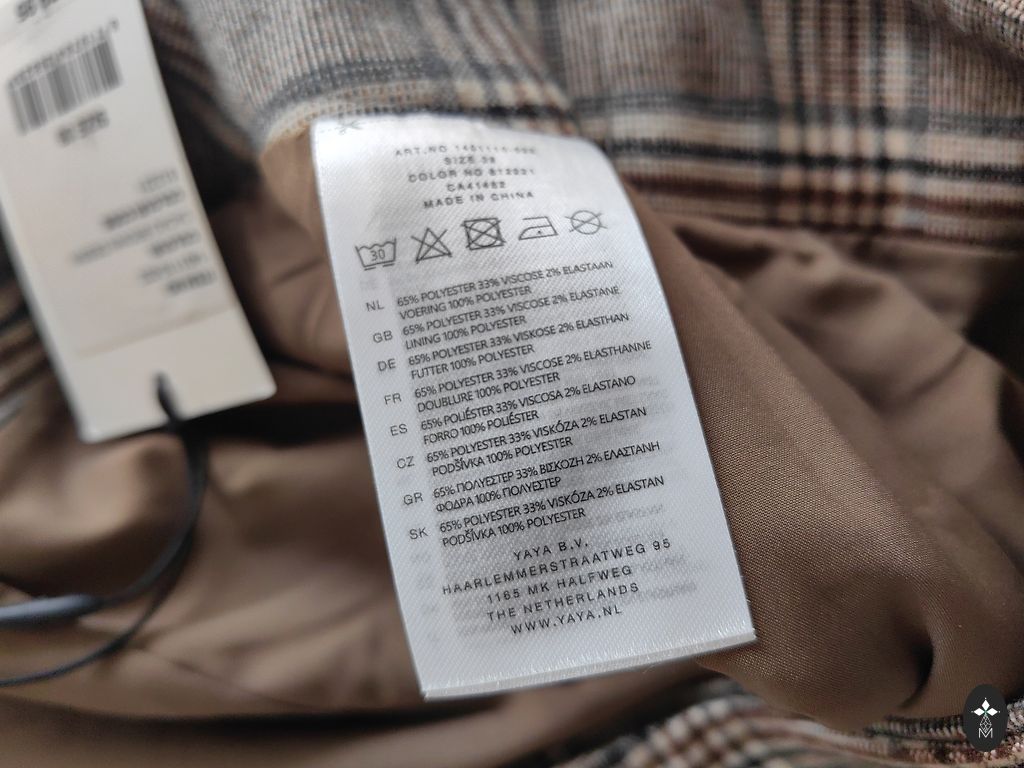 ART.NO 1401111-
SIZE 38
COLOR NO 812021
CA41482
MADE IN CHINA
30
NL 65% POLYESTER 33% VISCOSE 2% ELASTAAN
VOERING 100% POLYESTER
GB 65% POLYESTER 33% VISCOSE 2% ELASTANE
LINING 100% POLYESTER
DE 65% POLYESTER 33% VISKOSE 2% ELASTHAN
FUTTER 100% POLYESTER
FR 65% POLYESTER 33% VISCOSE 2% ELASTHANNE
DOUBLURE 100% POLYESTER
ES 65% POLIÉSTER 33% VISCOSA 2% ELASTANO
FORRO 100% POLIÉSTER
CZ 65% POLYESTER 33% VISKÓZA 2% ELASTAN
PODŠÍVKA 100% POLYESTER
GR 65% ΠΟΛΥΕΣΤΕΡ 33% ΒΙΣΚΟΖΗ 2% ΕΛΑΣΤΑΝΗ
ΦΟΔΡΑ 100% ΠΟΛΥΕΣΤΕΡ
SK 65% POLYESTER 33% VISKÓZA 2% ELASTAN
PODŠÍVKA 100% POLYESTER
YAYA B.V.
HAARLEMMERSTRAATWEG 95
1165 MK HALFWEG
THE NETHERLANDS
WWW.YAYA.NL
M